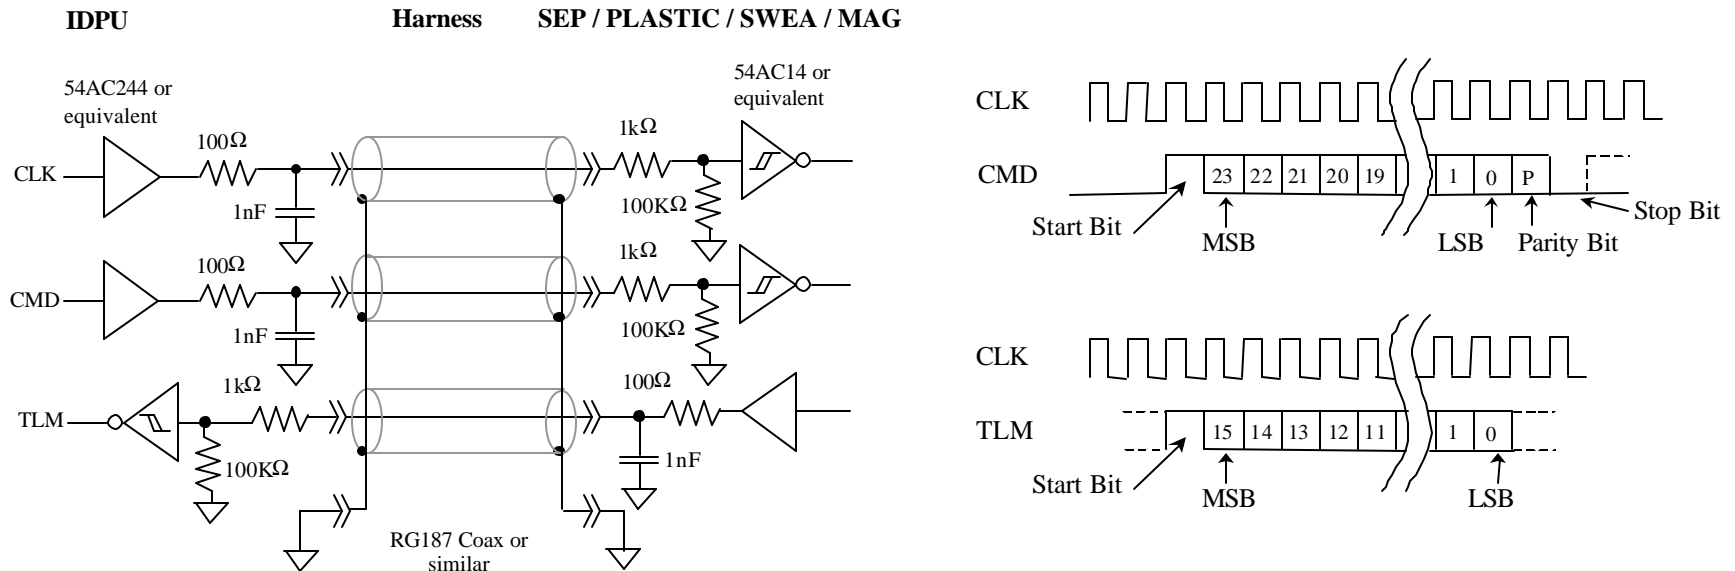 IDPU
Harness
SEP / PLASTIC / SWEA / MAG
54AC244 or
equivalent
54AC14 or
equivalent
CLK
100Ω
1nF
1kΩ
100KΩ
CMD
100Ω
1nF
1kΩ
100KΩ
TLM
1kΩ
100KΩ
100Ω
1nF
RG187 Coax or
similar
CLK
CMD
23 22 21 20 19 1 0 P
Start Bit
MSB
LSB
Parity Bit
Stop Bit
CLK
TLM
15 14 13 12 11 1 0
Start Bit
MSB
LSB